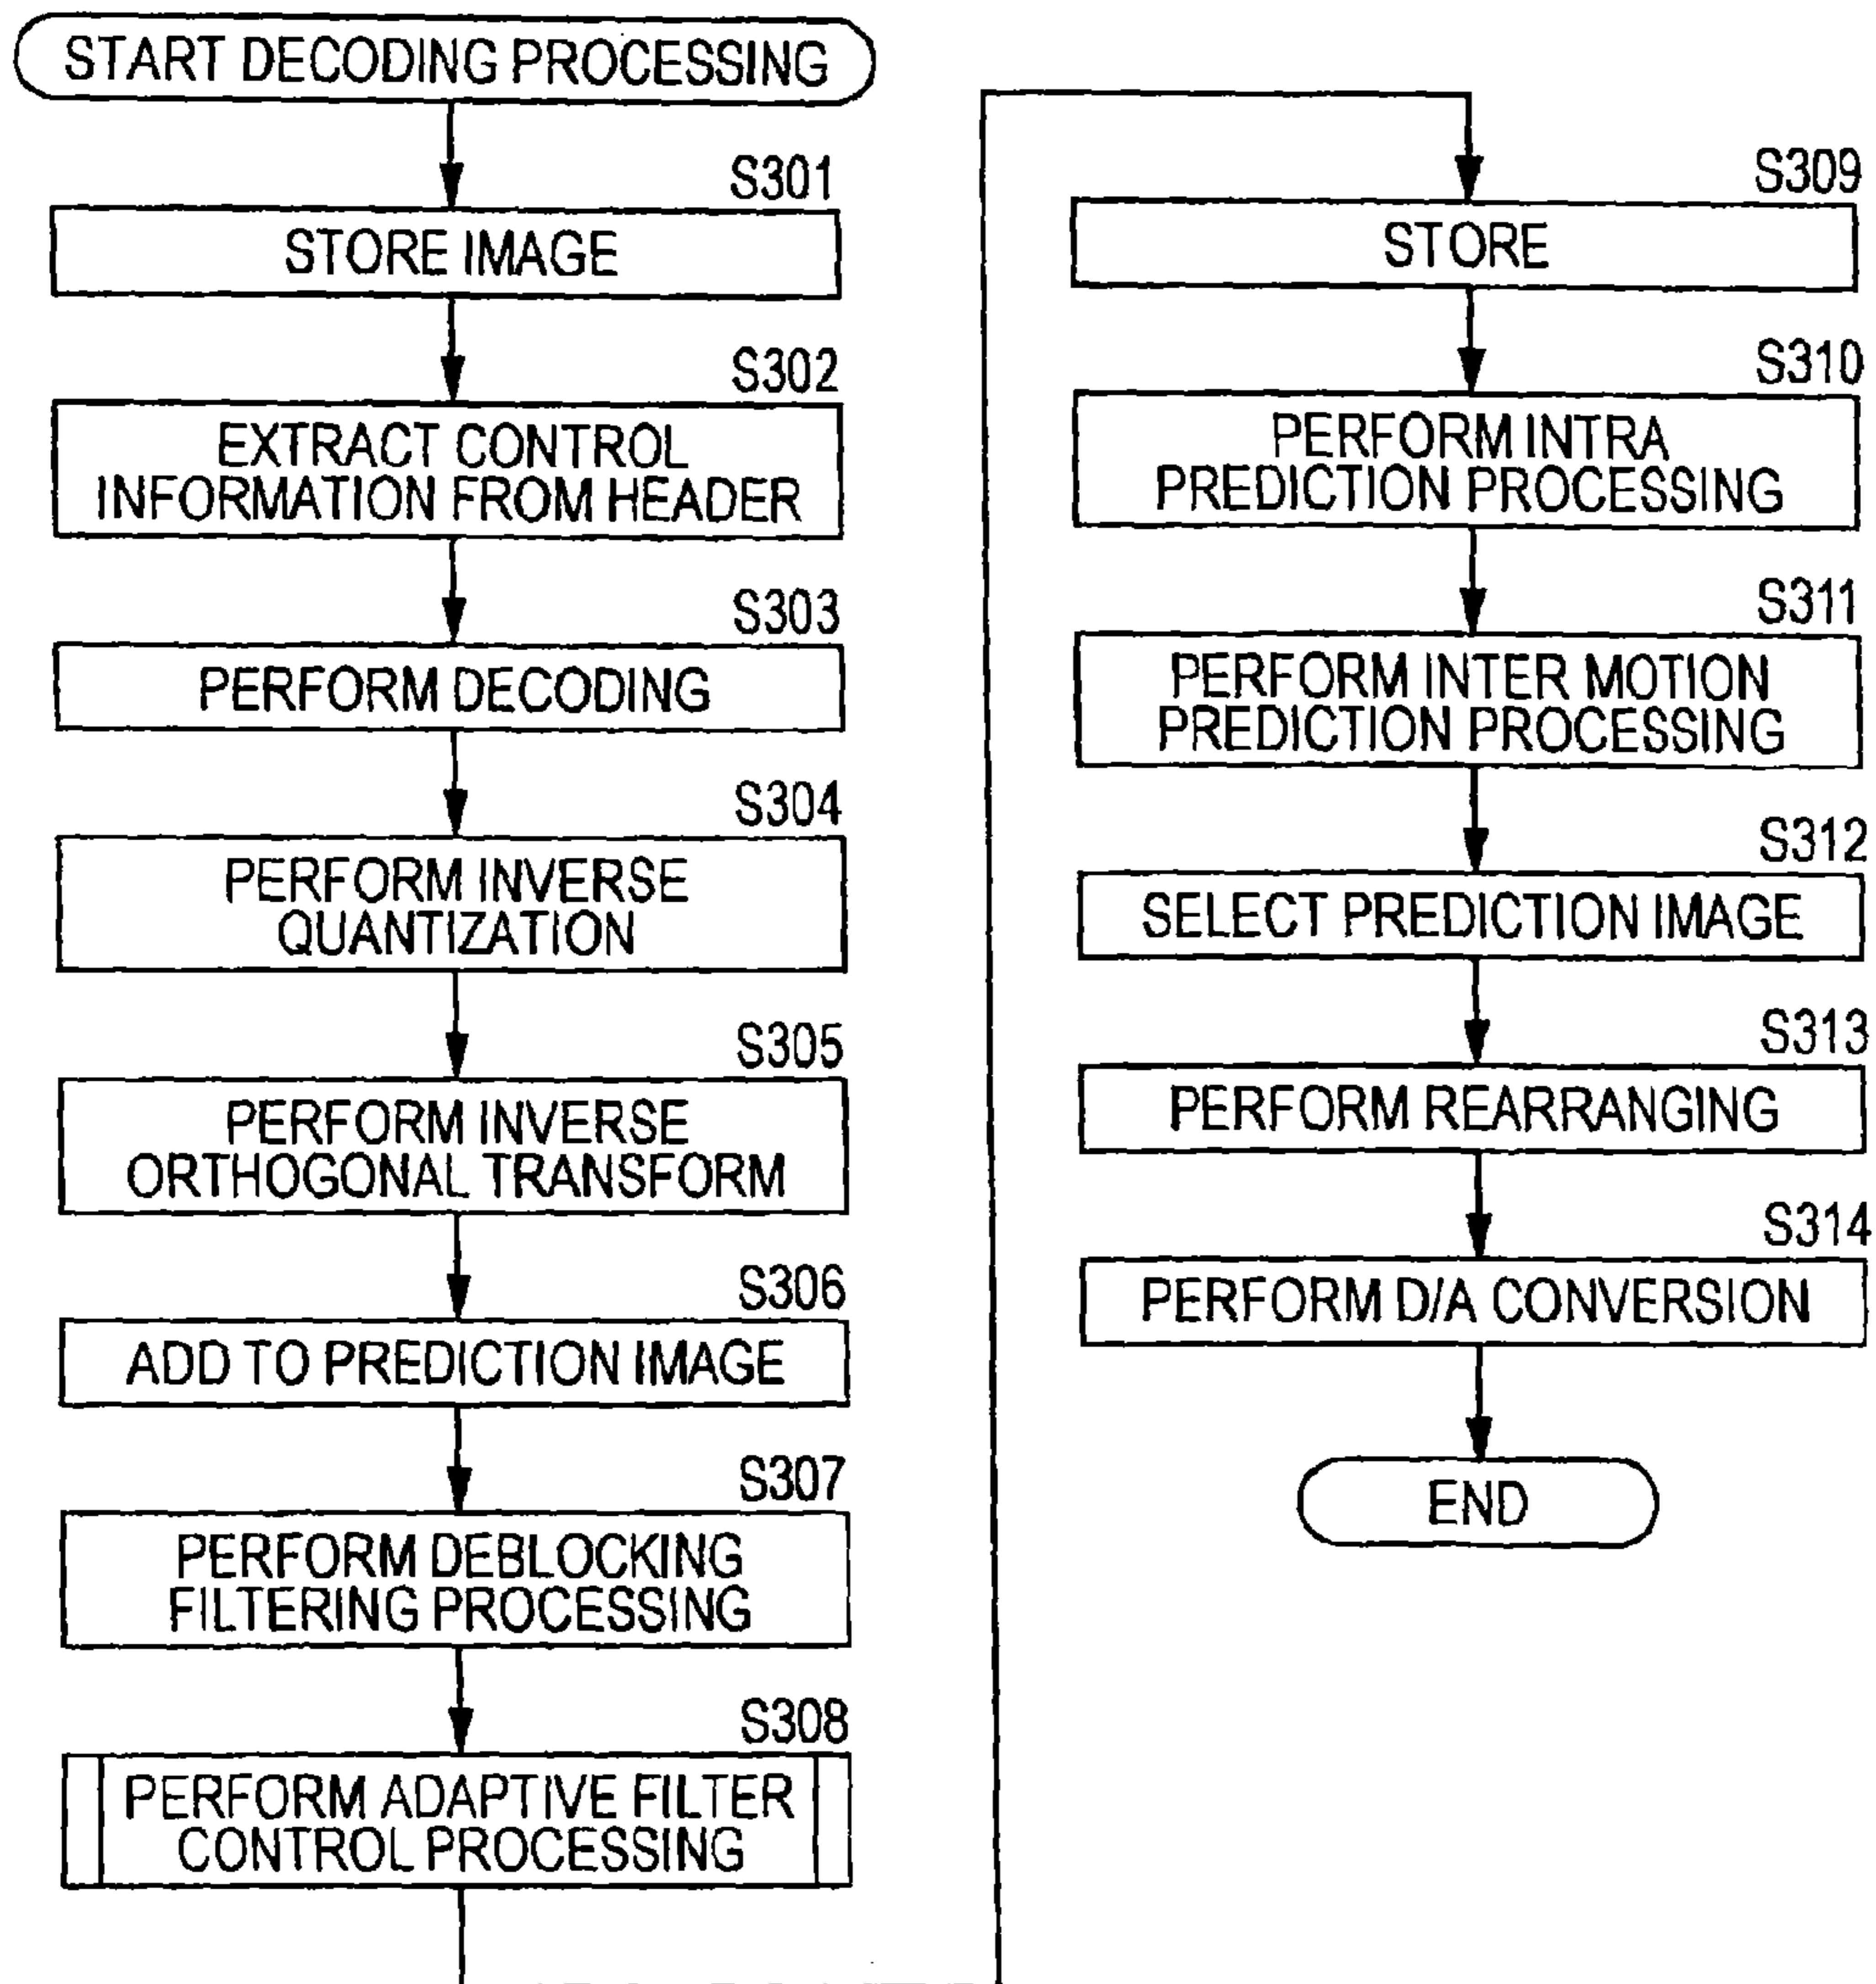 START DECODING PROCESSING
S301
STORE IMAGE
S302
EXTRACT CONTROL
INFORMATION FROM HEADER
S303
PERFORM DECODING
S304
PERFORM INVERSE
QUANTIZATION
S305
PERFORM INVERSE
ORTHOGONAL TRANSFORM
S306
ADD TO PREDICTION IMAGE
S307
PERFORM DEBLOCKING
FILTERING PROCESSING
S308
PERFORM ADAPTIVE FILTER
CONTROL PROCESSING
S309
STORE
S310
PERFORM INTRA
PREDICTION PROCESSING
S311
PERFORM INTER MOTION
PREDICTION PROCESSING
S312
SELECT PREDICTION IMAGE
S313
PERFORM REARRANGING
S314
PERFORM D/A CONVERSION
END